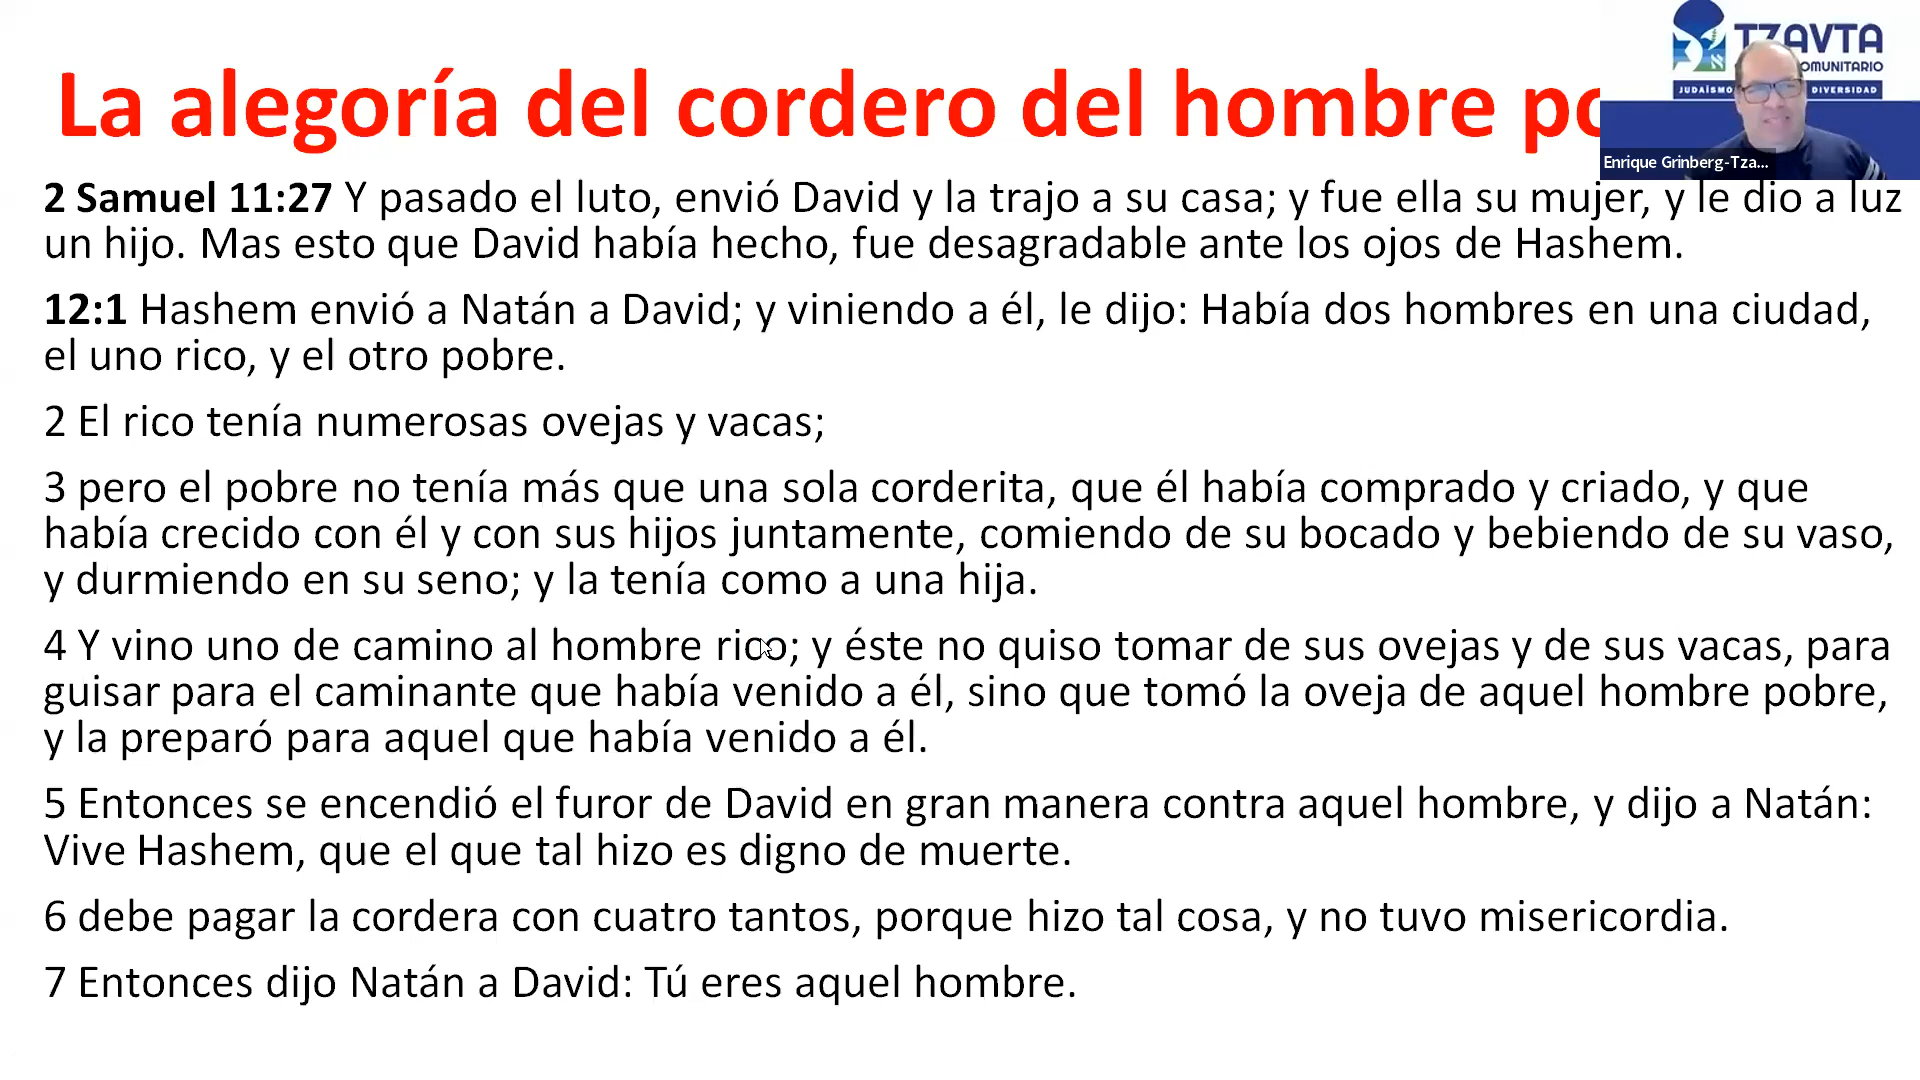 La alegoría del cordero del hombre
TZAVTA
OMUNITARIO
JUDAÍSMO DIVERSIDAD
Enrique Grinberg-Tza...
2 Samuel 11:27 Y pasado el luto, envió David y la trajo a su casa; y fue ella su mujer, y le dio a luz
un hijo. Mas esto que David había hecho, fue desagradable ante los ojos de Hashem.
12:1 Hashem envió a Natán a David; y viniendo a él, le dijo: Había dos hombres en una ciudad,
el uno rico, y el otro pobre.
2 El rico tenía numerosas ovejas y vacas;
3 pero el pobre no tenía más que una sola corderita, que él había comprado y criado, y que
había crecido con él y con sus hijos juntamente, comiendo de su bocado y bebiendo de su vaso,
y durmiendo en su seno; y la tenía como a una hija.
4 Y vino uno de camino al hombre rico; y éste no quiso tomar de sus ovejas y de sus vacas, para
guisar para el caminante que había venido a él, sino que tomó la oveja de aquel hombre pobre,
y la preparó para aquel que había venido a él.
5 Entonces se encendió el furor de David en gran manera contra aquel hombre, y dijo a Natán:
Vive Hashem, que el que tal hizo es digno de muerte.
6 debe pagar la cordera con cuatro tantos, porque hizo tal cosa, y no tuvo misericordia.
7 Entonces dijo Natán a David: Tú eres aquel hombre.